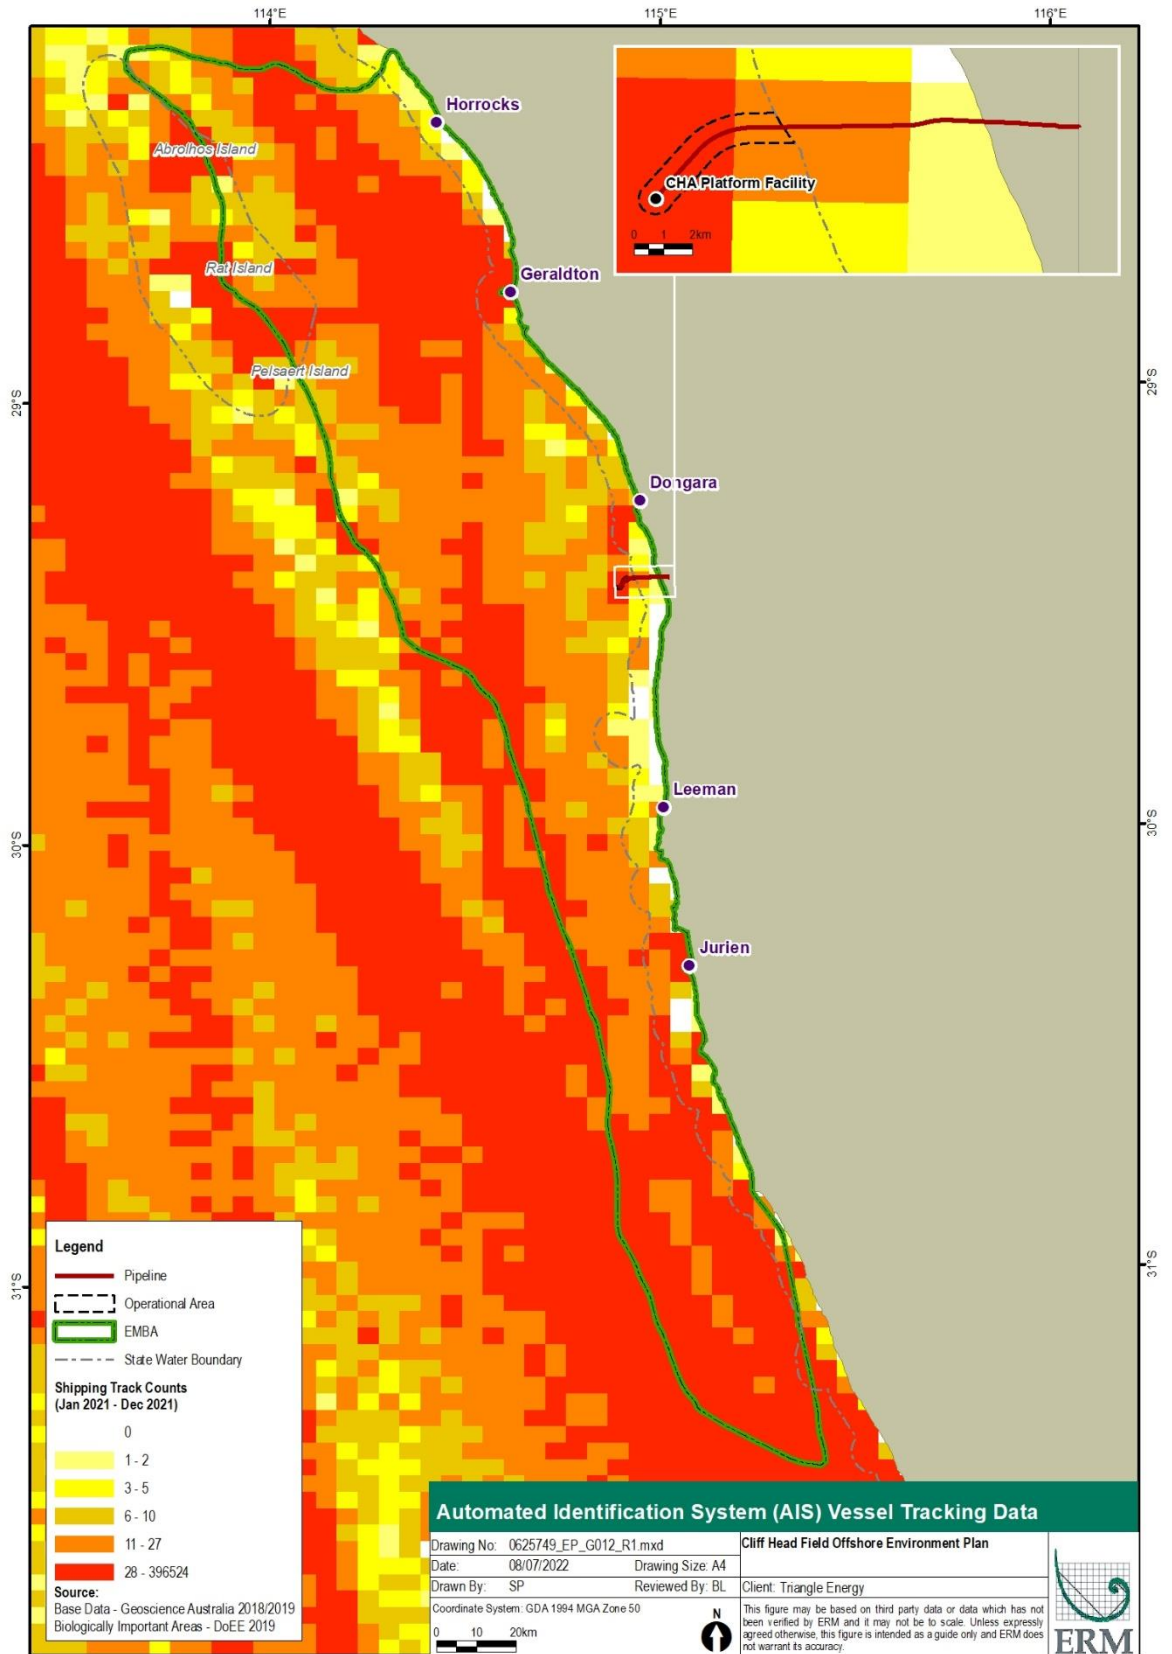 114°E
115°E
116°E
Horrocks
Abrolhos Island
CHA Platform Facility
0 1 2km
Rat Island
Geraldton
Pelsaert Island
29°S
29°S
Dongara
Leeman
30°S
30°S
Jurien
31°S
31°S
Legend
Pipeline
Operational Area
EMBA
State Water Boundary
Shipping Track Counts
(Jan 2021 - Dec 2021)
0
1 - 2
3 - 5
6 - 10
11 - 27
28 - 396524
Source:
Base Data - Geoscience Australia 2018/2019
Biologically Important Areas - DoEE 2019
Automated Identification System (AIS) Vessel Tracking Data
Drawing No: 0625749_EP_G012_R1.mxd
Date: 08/07/2022 Drawing Size: A4
Drawn By: SP Reviewed By: BL
Coordinate System: GDA 1994 MGA Zone 50
0 10 20km
N
Cliff Head Field Offshore Environment Plan
Client: Triangle Energy
This figure may be based on third party data or data which has not
been verified by ERM and it may not be to scale. Unless expressly
agreed otherwise, this figure is intended as a guide only and ERM does
not warrant its accuracy.
ERM